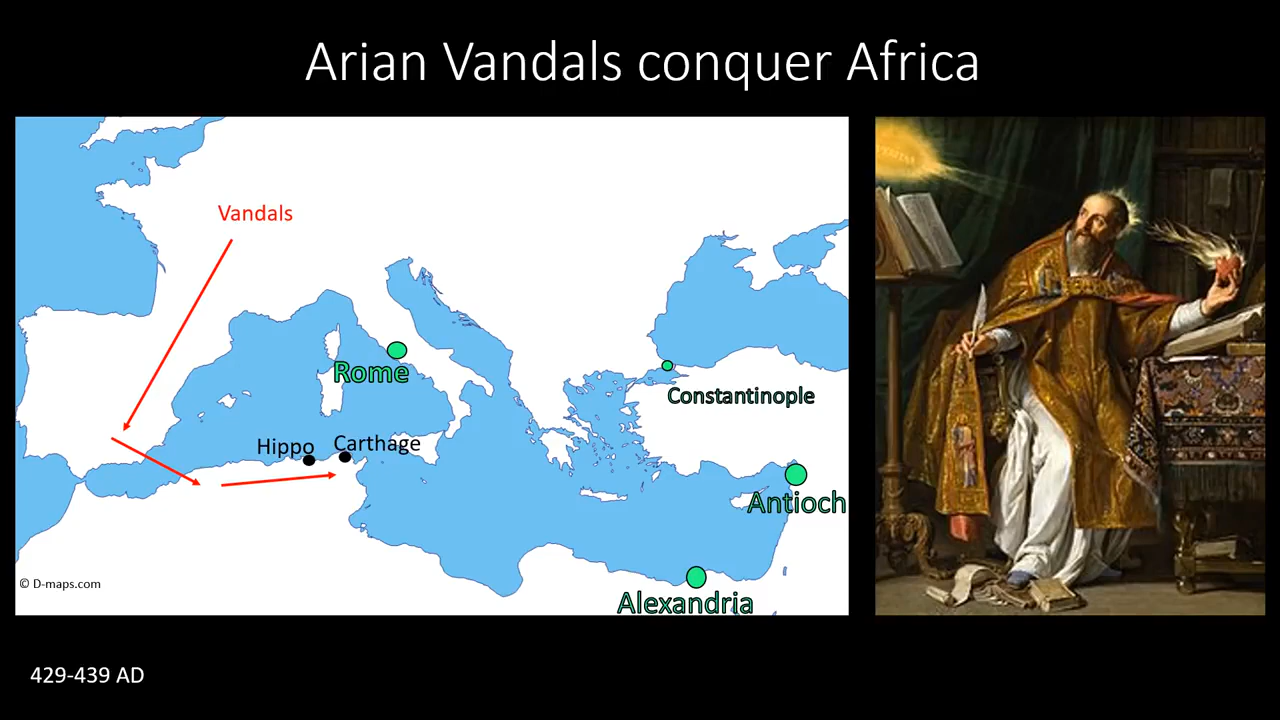 Arian Vandals conquer Africa
Vandals
Rome
Constantinople
Hippo
Carthage
Antioch
© D-maps.com
Alexandria
429-439 AD